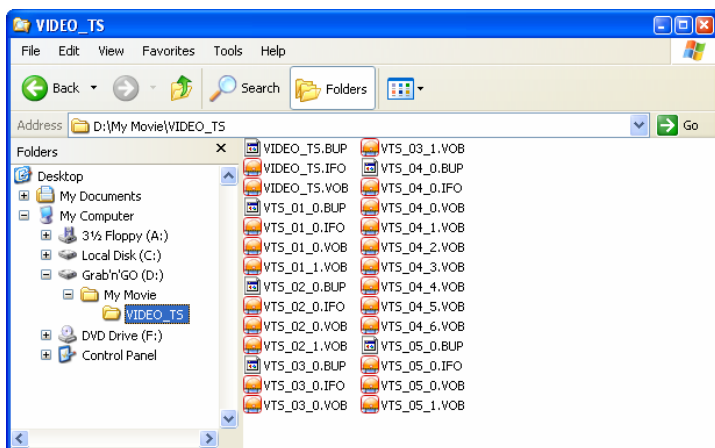 VIDEO_TS
File Edit View Favorites Tools Help
Back Search Folders
Address D:\My Movie\VIDEO_TS Go
Folders
Desktop
My Documents
My Computer
3½ Floppy (A:)
Local Disk (C:)
Grab'n'GO (D:)
My Movie
VIDEO_TS
DVD Drive (F:)
Control Panel
VIDEO_TS.BUP
VIDEO_TS.IFO
VIDEO_TS.VOB
VTS_01_0.BUP
VTS_01_0.IFO
VTS_01_0.VOB
VTS_01_1.VOB
VTS_02_0.BUP
VTS_02_0.IFO
VTS_02_0.VOB
VTS_02_1.VOB
VTS_03_0.BUP
VTS_03_0.IFO
VTS_03_0.VOB
VTS_03_1.VOB
VTS_04_0.BUP
VTS_04_0.IFO
VTS_04_0.VOB
VTS_04_1.VOB
VTS_04_2.VOB
VTS_04_3.VOB
VTS_04_4.VOB
VTS_04_5.VOB
VTS_04_6.VOB
VTS_05_0.BUP
VTS_05_0.IFO
VTS_05_0.VOB
VTS_05_1.VOB